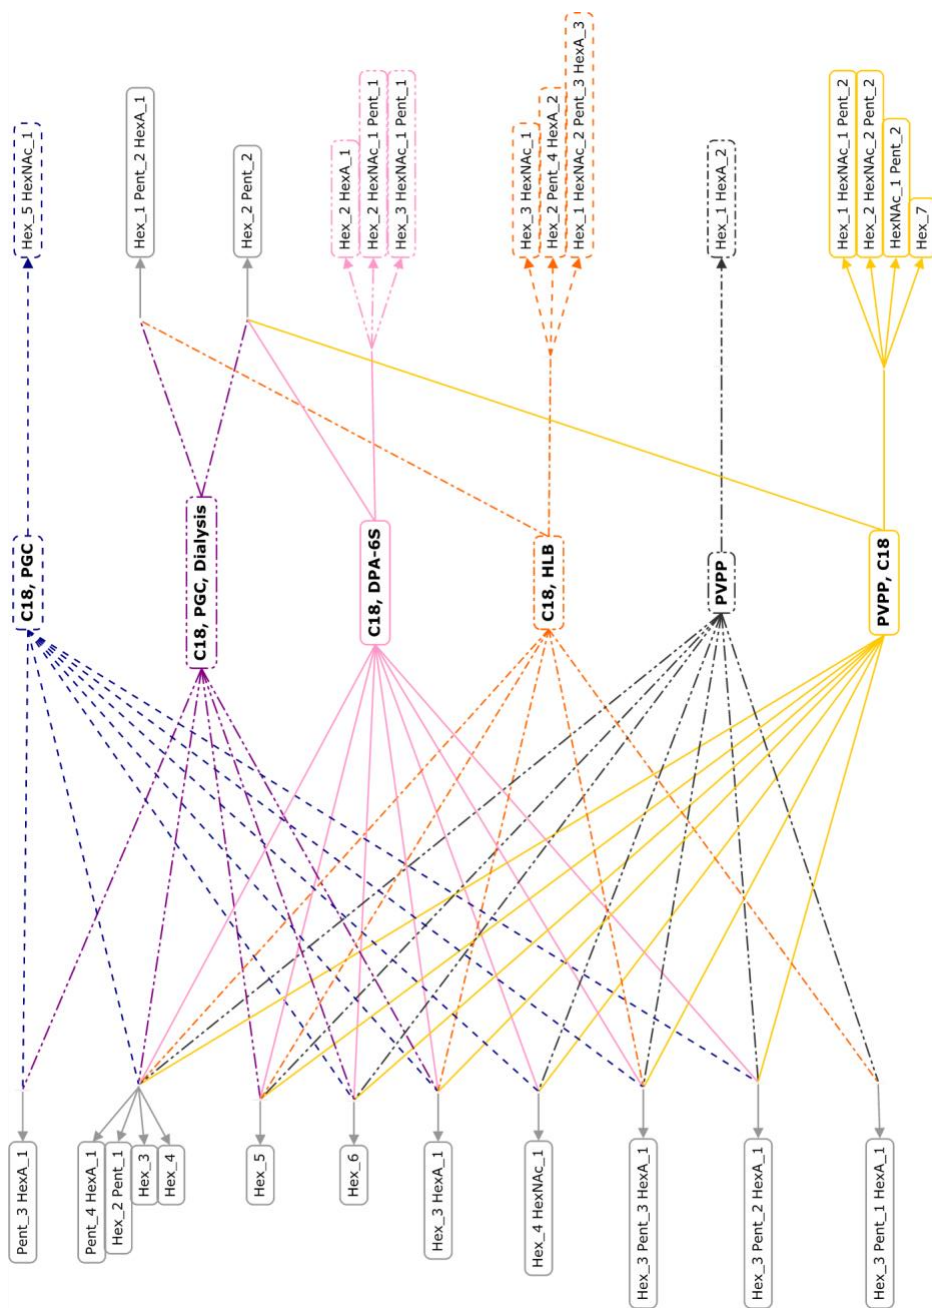 Hex_5 HexNAc_1
Hex_1 Pent_2 HexA_1
Hex_2 Pent_2
Hex_2 HexA_1
Hex_2 HexNAc_1 Pent_1
Hex_3 HexNAc_1 Pent_1
Hex_3 HexNAc_1
Hex_2 Pent_4 HexA_2
Hex_1 HexNAc_2 Pent_3 HexA_3
Hex_1 HexA_2
Hex_1 HexNAc_1 Pent_2
Hex_2 HexNAc_2 Pent_2
HexNAc_1 Pent_2
Hex_7
C18, PGC
C18, PGC, Dialysis
C18, DPA-6S
C18, HLB
PVPP
PVPP, C18
Pent_3 HexA_1
Pent_4 HexA_1
Hex_2 Pent_1
Hex_3
Hex_4
Hex_5
Hex_6
Hex_3 HexA_1
Hex_4 HexNAc_1
Hex_3 Pent_3 HexA_1
Hex_3 Pent_2 HexA_1
Hex_3 Pent_1 HexA_1